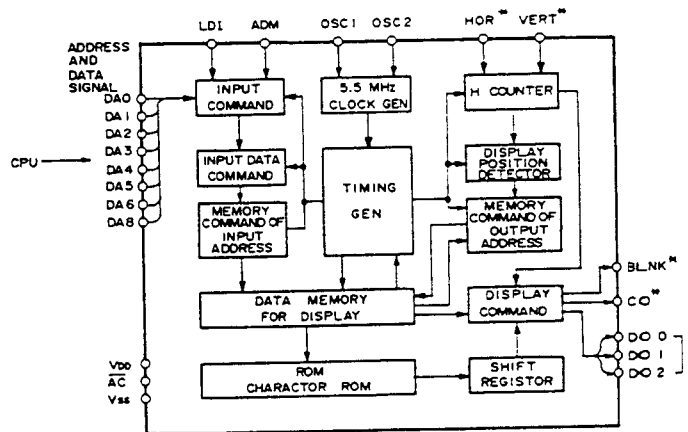 LDI ADM OSC1 OSC2 HOR* VERT*
ADDRESS
AND
DATA
SIGNAL
CPU
DA0
DA1
DA2
DA3
DA4
DA5
DA6
DA8
INPUT
COMMAND
5.5 MHz
CLOCK GEN
H COUNTER
INPUT DATA
COMMAND
TIMING
GEN
DISPLAY
POSITION
DETECTOR
MEMORY
COMMAND OF
INPUT
ADDRESS
MEMORY
COMMAND OF
OUTPUT
ADDRESS
DATA MEMORY
FOR DISPLAY
DISPLAY
COMMAND
BLNK*
CO*
DO 0
DO 1
DO 2
VDD
AC
VSS
ROM
CHARACTOR ROM
SHIFT
REGISTOR